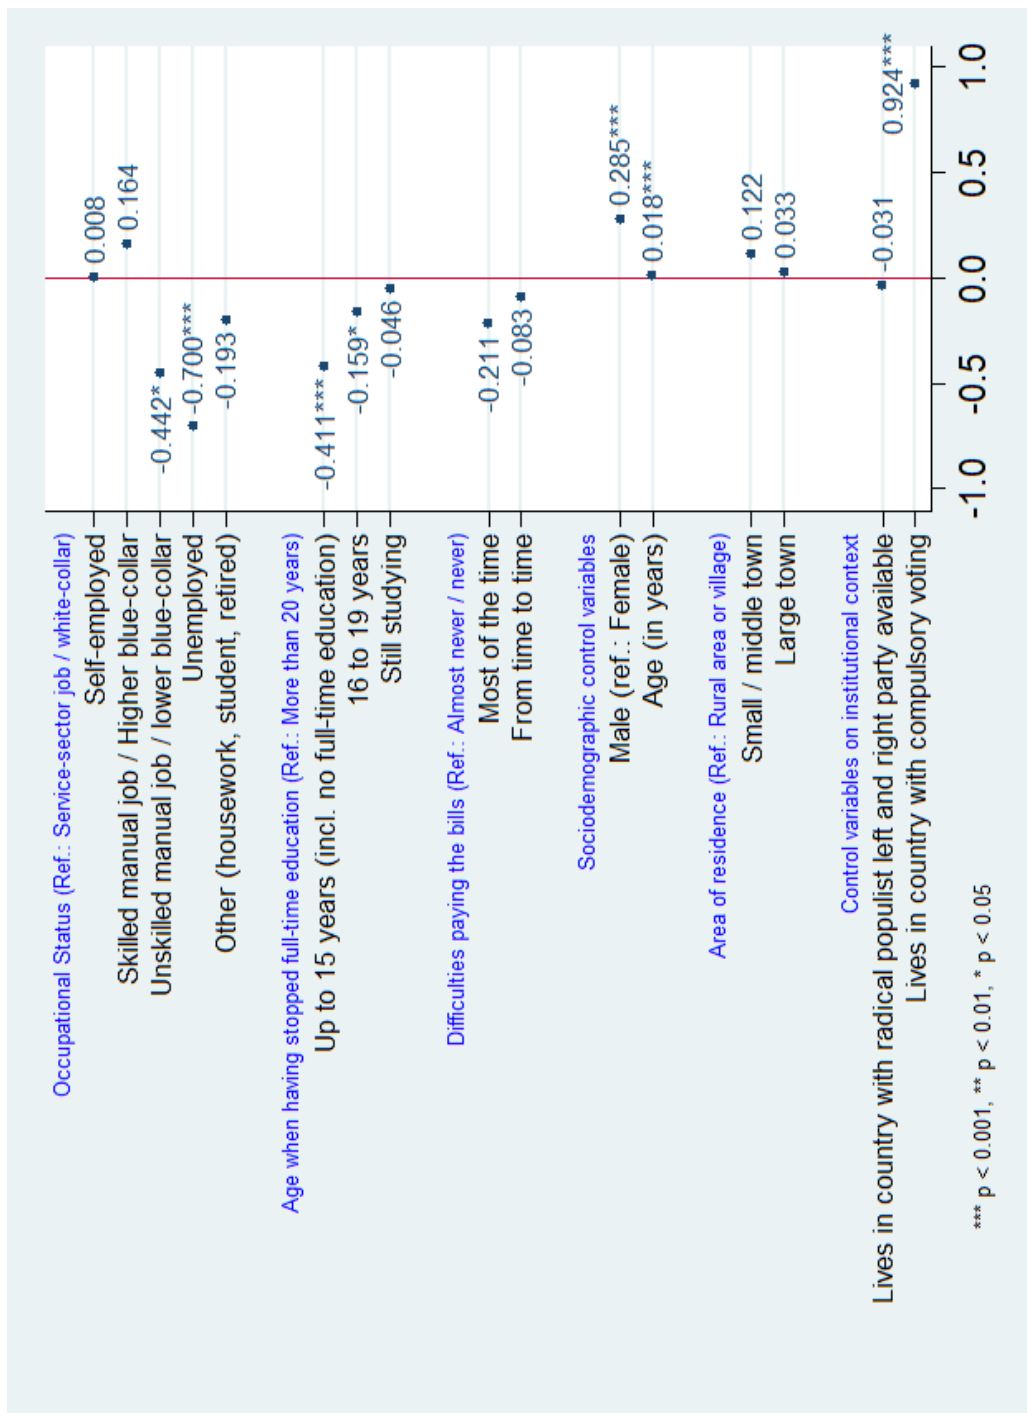 Occupational Status (Ref.: Service-sector job / white-collar)
Self-employed 0.008
Skilled manual job / Higher blue-collar 0.164
Unskilled manual job / lower blue-collar -0.442*
Unemployed -0.700***
Other (housework, student, retired) -0.193
Age when having stopped full-time education (Ref.: More than 20 years)
Up to 15 years (incl. no full-time education) -0.411***
16 to 19 years -0.159*
Still studying -0.046
Difficulties paying the bills (Ref.: Almost never / never)
Most of the time -0.211
From time to time -0.083
Sociodemographic control variables
Male (ref.: Female) 0.285***
Age (in years) 0.018***
Area of residence (Ref.: Rural area or village)
Small / middle town 0.122
Large town 0.033
Control variables on institutional context
Lives in country with radical populist left and right party available -0.031
Lives in country with compulsory voting 0.924***
-1.0 -0.5 0.0 0.5 1.0
*** p < 0.001, ** p < 0.01, * p < 0.05